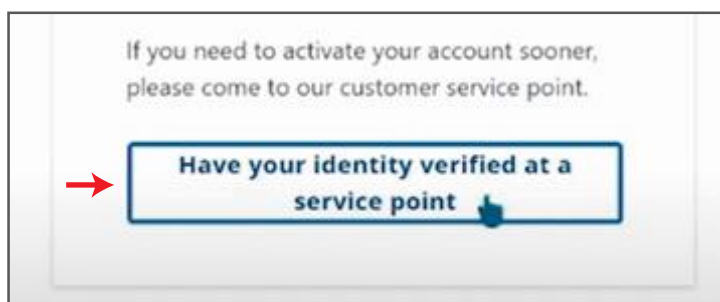 If you need to activate your account sooner,
please come to our customer service point.
Have your identity verified at a
service point